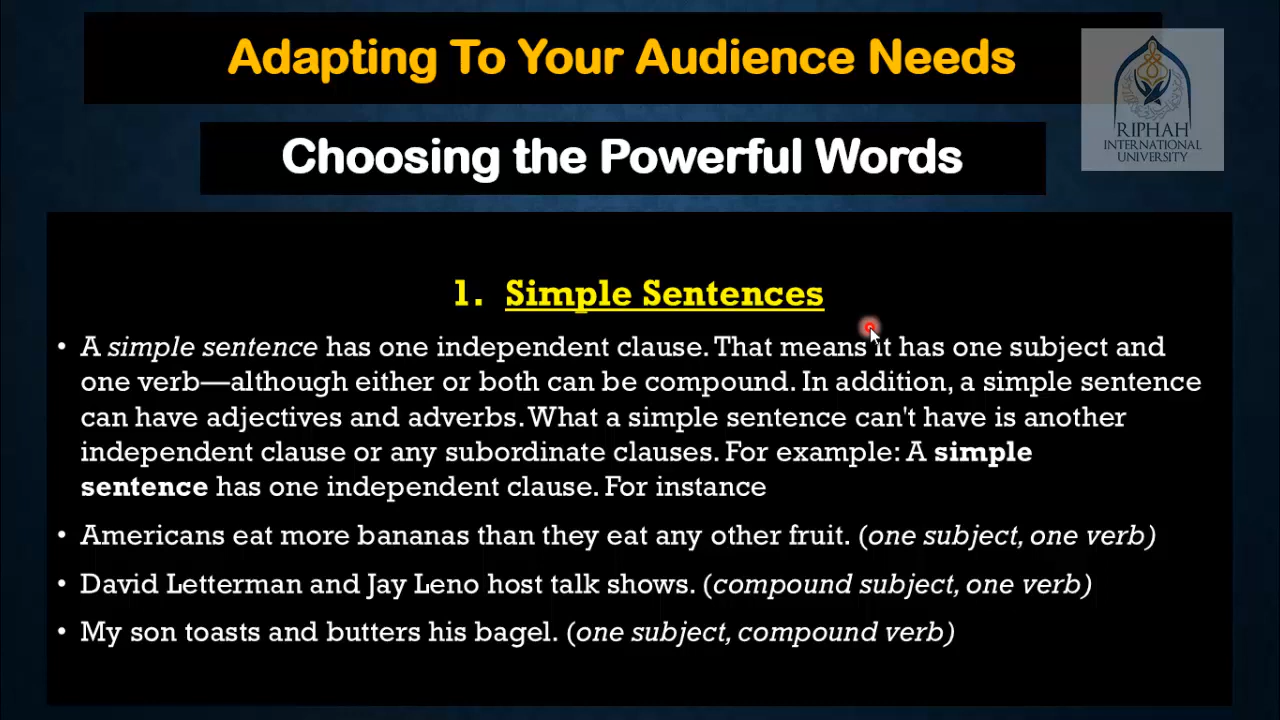 Adapting To Your Audience Needs
RIPHAH
INTERNATIONAL
UNIVERSITY
Choosing the Powerful Words
1. Simple Sentences
• A simple sentence has one independent clause. That means it has one subject and
one verb—although either or both can be compound. In addition, a simple sentence
can have adjectives and adverbs. What a simple sentence can't have is another
independent clause or any subordinate clauses. For example: A simple
sentence has one independent clause. For instance
• Americans eat more bananas than they eat any other fruit. (one subject, one verb)
• David Letterman and Jay Leno host talk shows. (compound subject, one verb)
• My son toasts and butters his bagel. (one subject, compound verb)